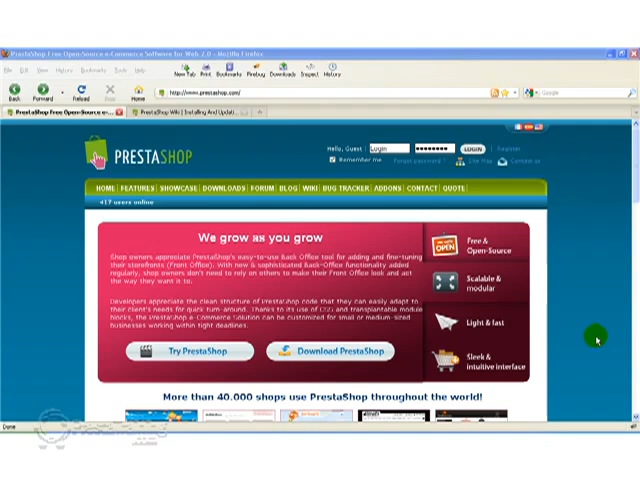 PrestaShop Free Open-Source e-Commerce Software for Web 2.0 - Mozilla Firefox
File Edit View History Bookmarks Tools Help
New Tab Print Bookmarks Firebug Downloads Inspect History
Back Forward Reload Stop Home http://www.prestashop.com/ Google
PrestaShop Free Open-Source e-... PrestaShop Wiki | Installing And Updati...
PRESTASHOP
Hello, Guest Login LOGIN Register
Remember me Forgot password? Site Map Contact us
HOME FEATURES SHOWCASE DOWNLOADS FORUM BLOG WIKI BUG TRACKER ADDONS CONTACT QUOTE
417 users online
We grow as you grow
Shop owners appreciate PrestaShop's easy-to-use Back Office tool for adding and fine-tuning
their storefronts (Front Office). With new & sophisticated Back-Office functionality added
regularly, shop owners don't need to rely on others to make their Front Office look and act
the way they want it to.
Developers appreciate the clean structure of PrestaShop code that they can easily adapt to
their client's needs for quick turn-around. Thanks to its use of CSS and transplantable module
blocks, the PrestaShop e-Commerce Solution can be customized for small or medium-sized
businesses working within tight deadlines.
Try PrestaShop Download PrestaShop
OPEN
Free &
Open-Source
Scalable &
modular
Light & fast
Sleek &
intuitive interface
More than 40.000 shops use PrestaShop throughout the world!
Done